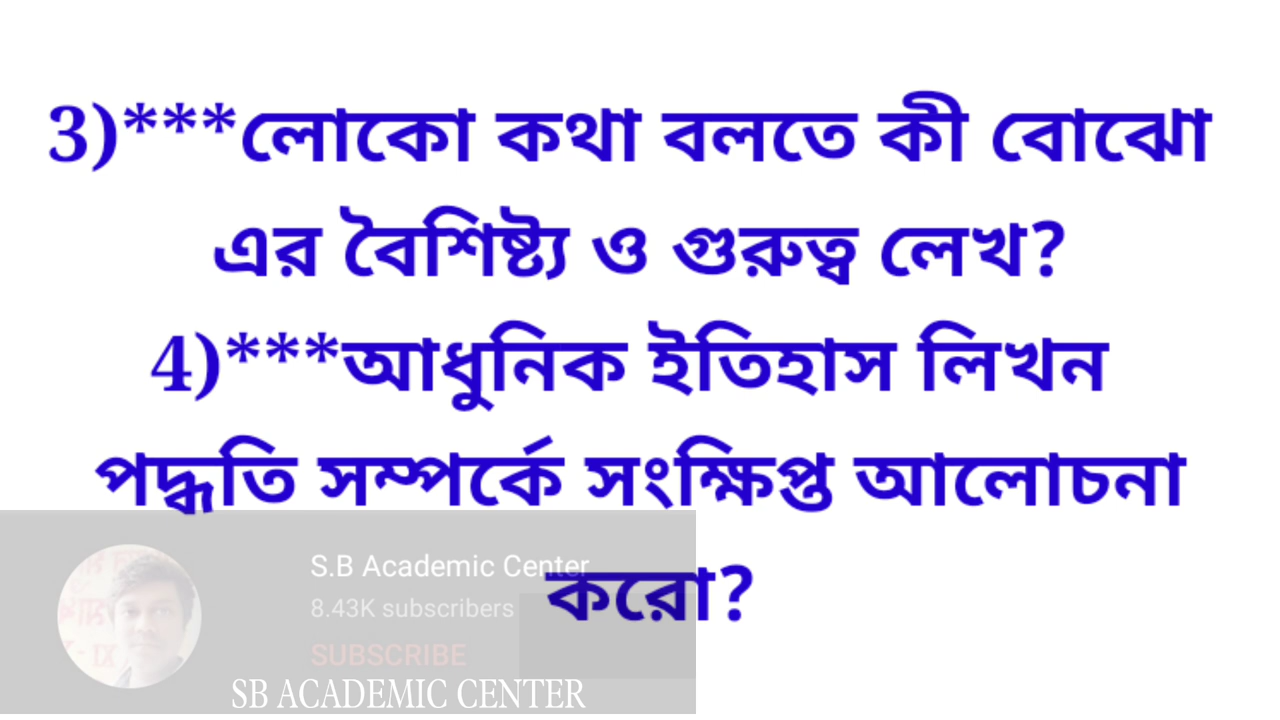 3)***লোকো কথা বলতে কী বোঝো
এর বৈশিষ্ট্য ও গুরুত্ব লেখ?
4)***আধুনিক ইতিহাস লিখন
পদ্ধতি সম্পর্কে সংক্ষিপ্ত আলোচনা
করো?
S.B Academic Center
8.43K subscribers
SUBSCRIBE
SB ACADEMIC CENTER